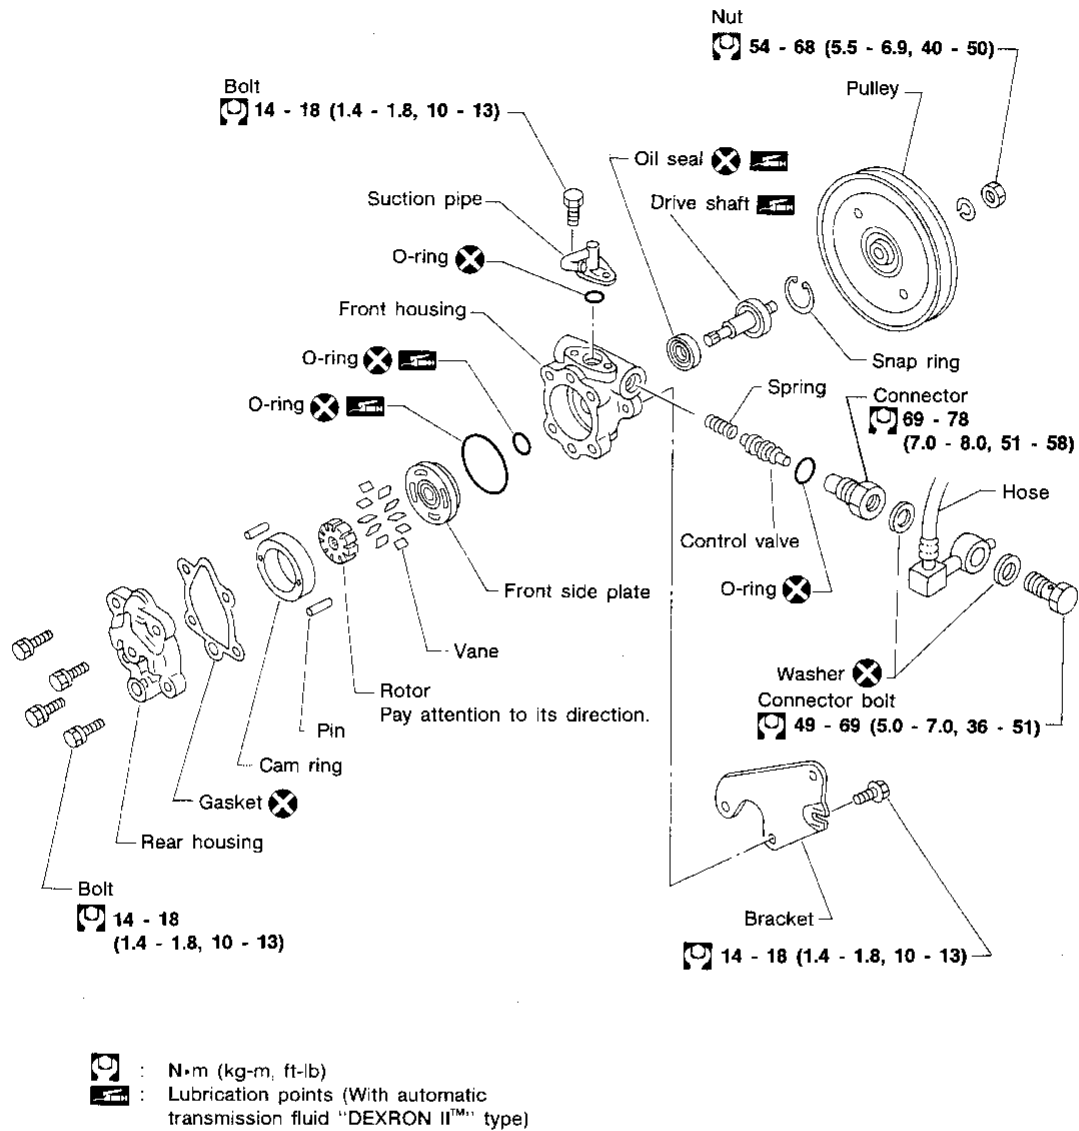 Nut
54 - 68 (5.5 - 6.9, 40 - 50)
Pulley
Bolt
14 - 18 (1.4 - 1.8, 10 - 13)
Oil seal
Suction pipe
Drive shaft
O-ring
Front housing
Snap ring
O-ring
Spring
Connector
69 - 78
(7.0 - 8.0, 51 - 58)
O-ring
Hose
Control valve
Front side plate
O-ring
Vane
Washer
Rotor
Pay attention to its direction.
Connector bolt
49 - 69 (5.0 - 7.0, 36 - 51)
Pin
Cam ring
Gasket
Rear housing
Bolt
14 - 18
(1.4 - 1.8, 10 - 13)
Bracket
14 - 18 (1.4 - 1.8, 10 - 13)
: N•m (kg-m, ft-lb)
: Lubrication points (With automatic
transmission fluid "DEXRON II™" type)